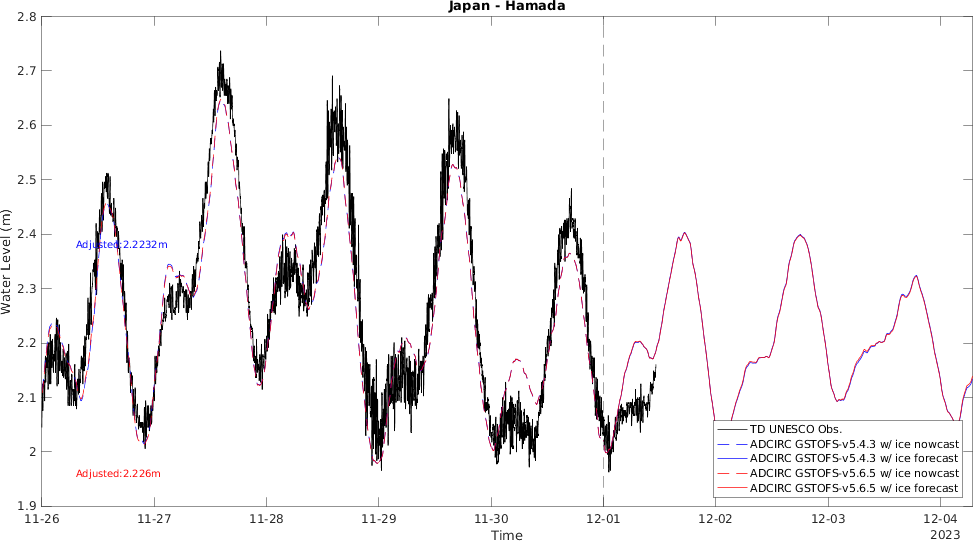 Japan - Hamada
2.8
2.7
2.6
2.5
2.4
2.3
2.2
2.1
2
1.9
Water Level (m)
Adjusted:2.2232m
Adjusted:2.226m
TD UNESCO Obs.
ADCIRC GSTOFS-v5.4.3 w/ ice nowcast
ADCIRC GSTOFS-v5.4.3 w/ ice forecast
ADCIRC GSTOFS-v5.6.5 w/ ice nowcast
ADCIRC GSTOFS-v5.6.5 w/ ice forecast
11-26 11-27 11-28 11-29 11-30 12-01 12-02 12-03 12-04
Time
2023